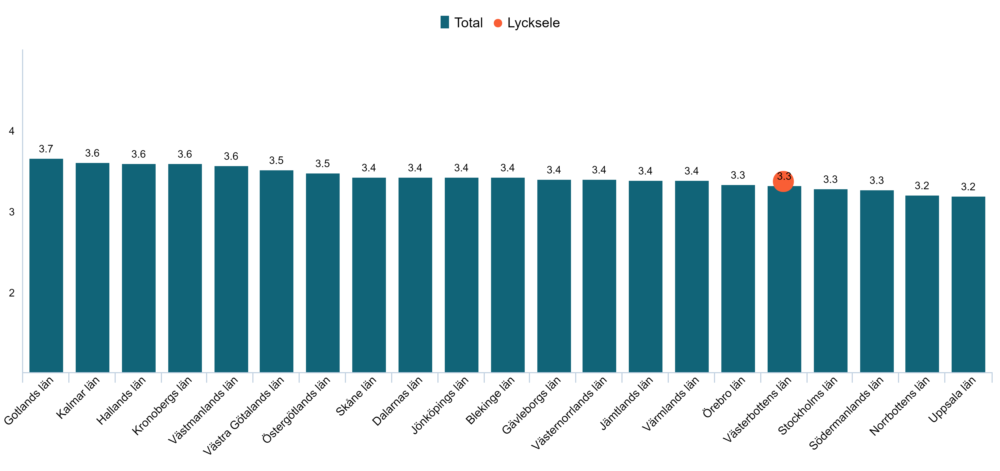 Total Lycksele
4
3
2
3.7 3.6 3.6 3.6 3.6 3.5 3.5 3.4 3.4 3.4 3.4 3.4 3.4 3.4 3.4 3.3 3.3 3.3 3.3 3.2 3.2
Gotlands län
Kalmar län
Hallands län
Kronobergs län
Västmanlands län
Västra Götalands län
Östergötlands län
Skåne län
Dalarnas län
Jönköpings län
Blekinge län
Gävleborgs län
Västernorrlands län
Jämtlands län
Värmlands län
Örebro län
Västerbottens län
Stockholms län
Södermanlands län
Norrbottens län
Uppsala län